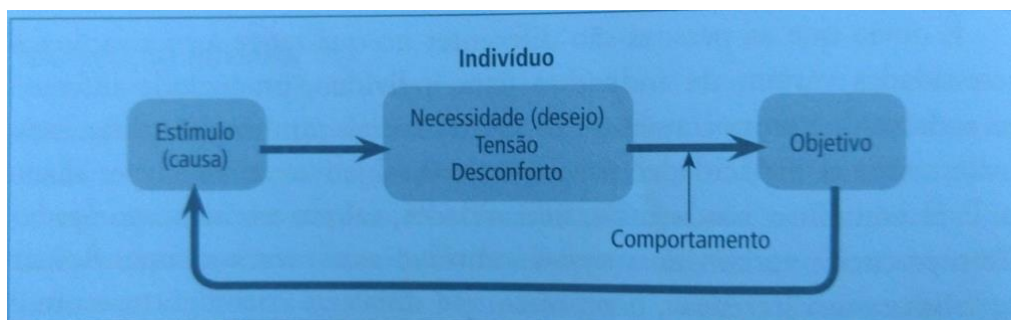 Indivíduo
Estímulo
(causa)
Necessidade (desejo)
Tensão
Desconforto
Objetivo
Comportamento